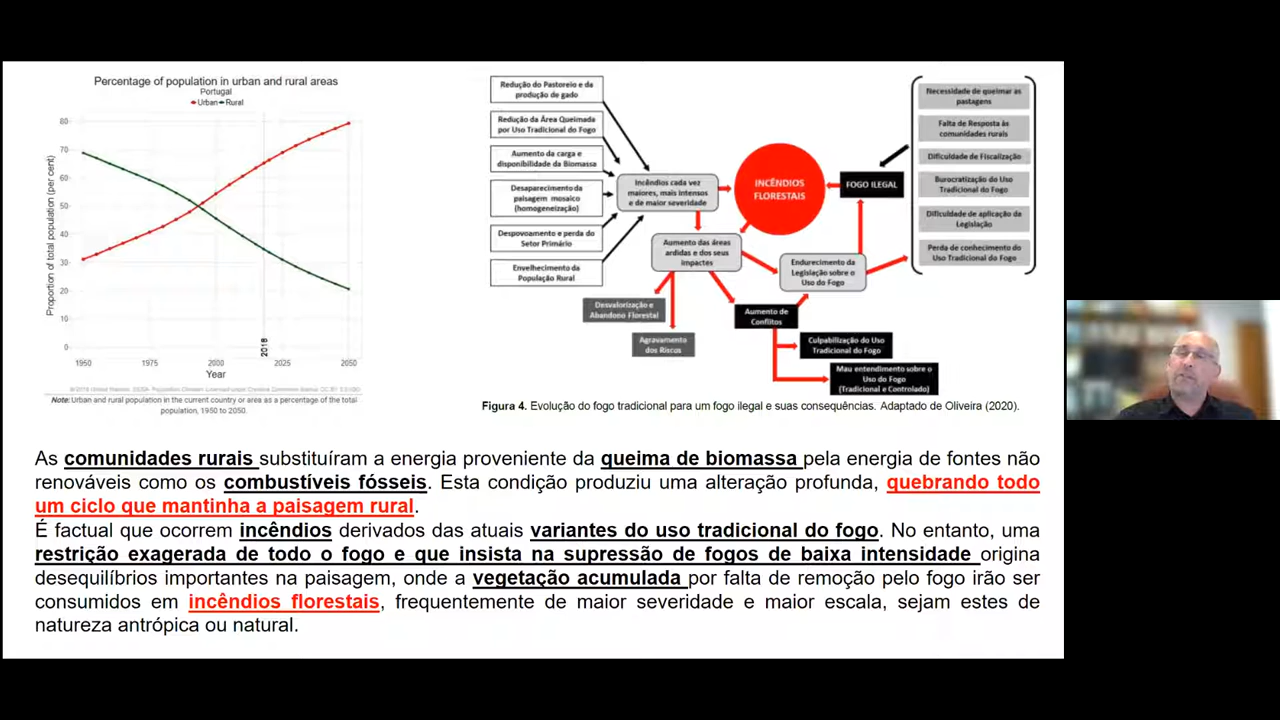 Percentage of population in urban and rural areas
Portugal
Urban Rural
Proportion of total population (per cent)
80
70
60
50
40
30
20
10
0
1950
1975
2000
2025
2050
2018
Year
Note: Urban and rural population in the current country or area as a percentage of the total
population, 1950 to 2050.
Redução do Pastoreio e da
produção de gado
Redução da Área Queimada
por Uso Tradicional do Fogo
Aumento da carga e
disponibilidade da Biomassa
Desaparecimento da
paisagem mosaico
(homogeneização)
Despovoamento e perda do
Setor Primário
Envelhecimento da
População Rural
Incêndios cada vez
maiores, mais intensos
e de maior severidade
INCÊNDIOS
FLORESTAIS
FOGO ILEGAL
Necessidade de queimar as
pastagens
Falta de Resposta às
comunidades rurais
Dificuldade de Fiscalização
Burocratização do Uso
Tradicional do Fogo
Dificuldade de aplicação da
Legislação
Perda de conhecimento do
Uso Tradicional do Fogo
Aumento das áreas
ardidas e dos seus
impactes
Endurecimento da
Legislação sobre o
Uso do Fogo
Desvalorização e
Abandono Florestal
Agravamento
dos Riscos
Aumento de
Conflitos
Culpabilização do Uso
Tradicional do Fogo
Mau entendimento sobre o
Uso do Fogo
(Tradicional e Controlado)
Figura 4. Evolução do fogo tradicional para um fogo ilegal e suas consequências. Adaptado de Oliveira (2020).
As comunidades rurais substituíram a energia proveniente da queima de biomassa pela energia de fontes não
renováveis como os combustíveis fósseis. Esta condição produziu uma alteração profunda, quebrando todo
um ciclo que mantinha a paisagem rural.
É factual que ocorrem incêndios derivados das atuais variantes do uso tradicional do fogo. No entanto, uma
restrição exagerada de todo o fogo e que insista na supressão de fogos de baixa intensidade origina
desequilíbrios importantes na paisagem, onde a vegetação acumulada por falta de remoção pelo fogo irão ser
consumidos em incêndios florestais, frequentemente de maior severidade e maior escala, sejam estes de
natureza antrópica ou natural.